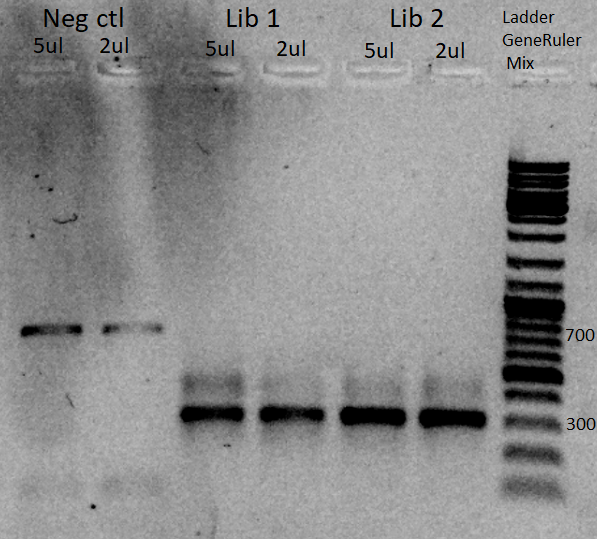 Neg ctl
5ul 2ul
Lib 1
5ul 2ul
Lib 2
5ul 2ul
Ladder
GeneRuler
Mix
700
300